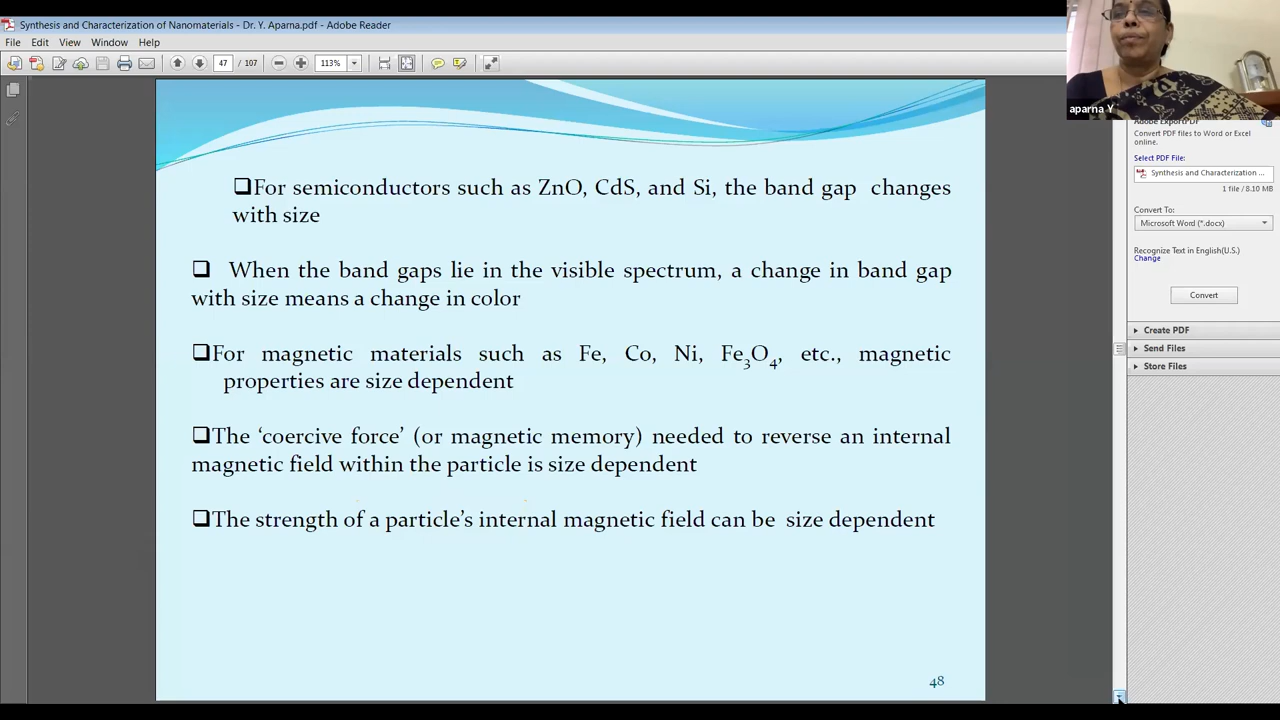 Synthesis and Characterization of Nanomaterials - Dr. Y. Aparna.pdf - Adobe Reader
File Edit View Window Help
47 / 107 113%
aparna Y
Adobe ExportPDF
Convert PDF files to Word or Excel
online.
Select PDF File:
Synthesis and Characterization ...
1 file / 8.10 MB
Convert To:
Microsoft Word (*.docx)
Recognize Text in English(U.S.)
Change
Convert
Create PDF
Send Files
Store Files
❑For semiconductors such as ZnO, CdS, and Si, the band gap changes
with size
❑ When the band gaps lie in the visible spectrum, a change in band gap
with size means a change in color
❑For magnetic materials such as Fe, Co, Ni, Fe₃O₄, etc., magnetic
properties are size dependent
❑The ‘coercive force’ (or magnetic memory) needed to reverse an internal
magnetic field within the particle is size dependent
❑The strength of a particle’s internal magnetic field can be size dependent
48